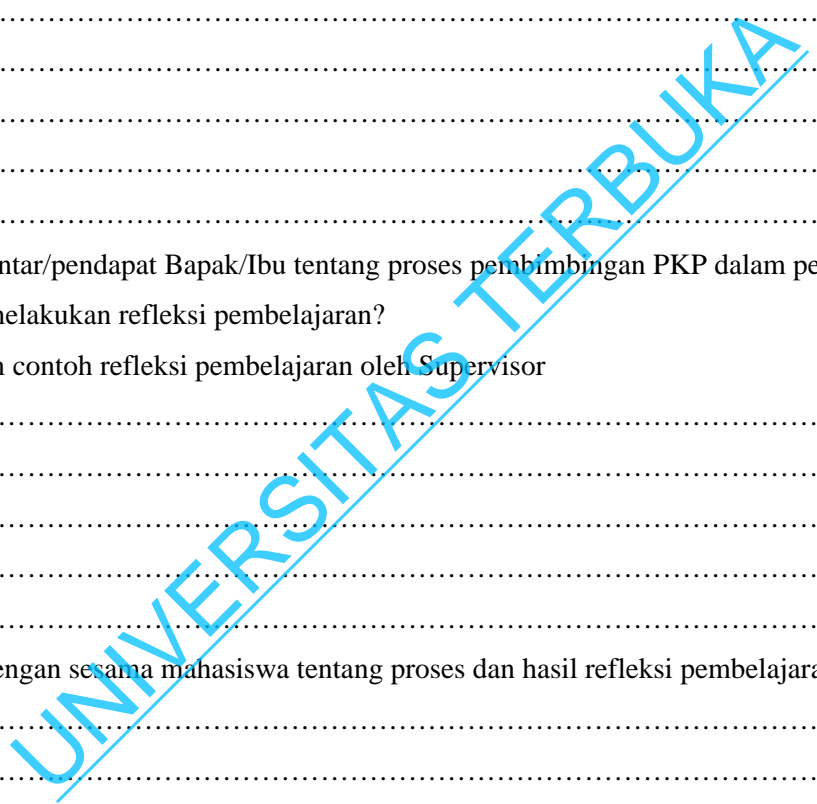 ……………………………………………………………………………
……………………………………………………………………………
……………………………………………………………………………
……………………………………………………………………………
……………………………………………………………………………
ntar/pendapat Bapak/Ibu tentang proses pembimbingan PKP dalam pe
nelakukan refleksi pembelajaran?
n contoh refleksi pembelajaran oleh Supervisor
……………………………………………………………………………
……………………………………………………………………………
……………………………………………………………………………
……………………………………………………………………………
……………………………………………………………………………
engan sesama mahasiswa tentang proses dan hasil refleksi pembelajara
……………………………………………………………………………
……………………………………………………………………………
UNIVERSITAS TERBUKA